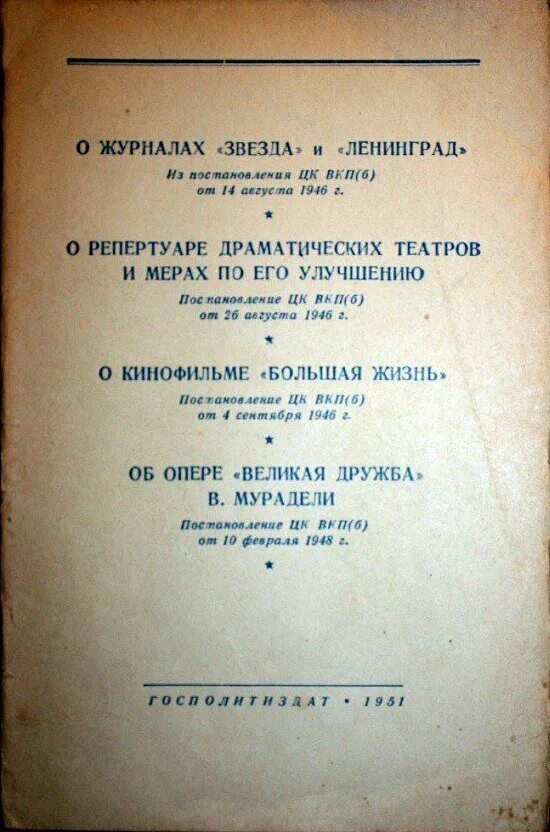 О ЖУРНАЛАХ «ЗВЕЗДА» и «ЛЕНИНГРАД»
Из постановления ЦК ВКП(б)
от 14 августа 1946 г.
★
О РЕПЕРТУАРЕ ДРАМАТИЧЕСКИХ ТЕАТРОВ
И МЕРАХ ПО ЕГО УЛУЧШЕНИЮ
Постановление ЦК ВКП(б)
от 26 августа 1946 г.
★
О КИНОФИЛЬМЕ «БОЛЬШАЯ ЖИЗНЬ»
Постановление ЦК ВКП(б)
от 4 сентября 1946 г.
★
ОБ ОПЕРЕ «ВЕЛИКАЯ ДРУЖБА»
В. МУРАДЕЛИ
Постановление ЦК ВКП(б)
от 10 февраля 1948 г.
★
ГОСПОЛИТИЗДАТ • 1951